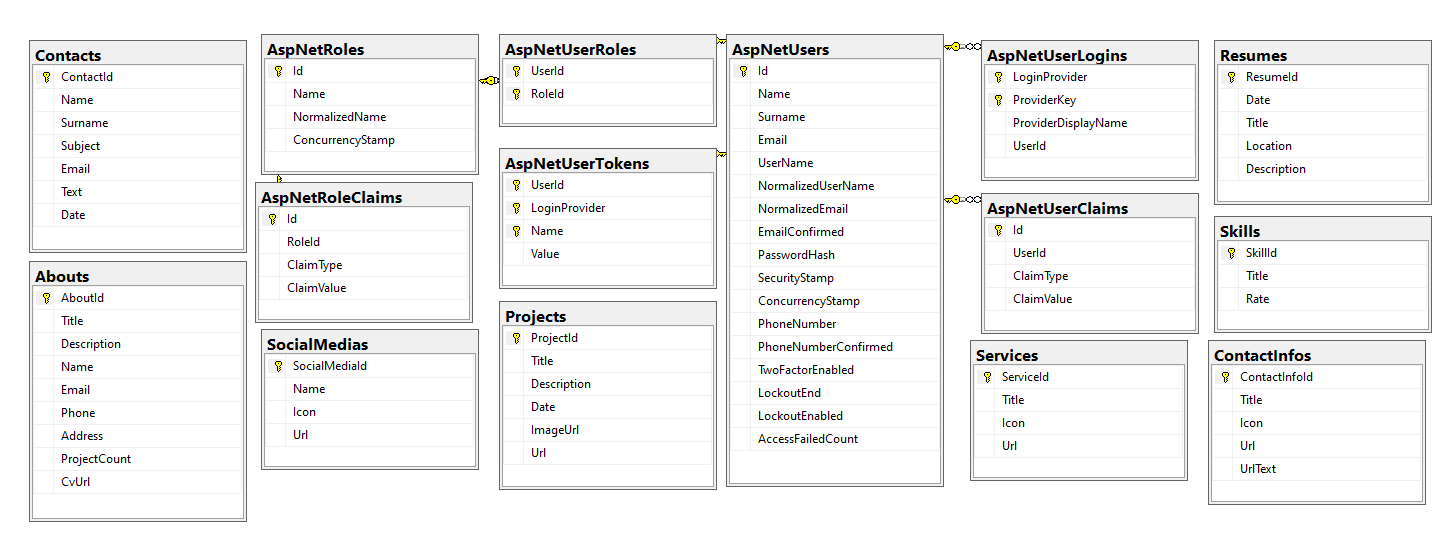 Contacts
ContactId
Name
Surname
Subject
Email
Text
Date
Abouts
AboutId
Title
Description
Name
Email
Phone
Address
ProjectCount
CvUrl
AspNetRoles
Id
Name
NormalizedName
ConcurrencyStamp
AspNetRoleClaims
Id
RoleId
ClaimType
ClaimValue
SocialMedias
SocialMediaId
Name
Icon
Url
AspNetUserRoles
UserId
RoleId
AspNetUserTokens
UserId
LoginProvider
Name
Value
Projects
ProjectId
Title
Description
Date
ImageUrl
Url
AspNetUsers
Id
Name
Surname
Email
UserName
NormalizedUserName
NormalizedEmail
EmailConfirmed
PasswordHash
SecurityStamp
ConcurrencyStamp
PhoneNumber
PhoneNumberConfirmed
TwoFactorEnabled
LockoutEnd
LockoutEnabled
AccessFailedCount
AspNetUserLogins
LoginProvider
ProviderKey
ProviderDisplayName
UserId
AspNetUserClaims
Id
UserId
ClaimType
ClaimValue
Services
ServiceId
Title
Icon
Url
Resumes
ResumeId
Date
Title
Location
Description
Skills
SkillId
Title
Rate
ContactInfos
ContactInfoId
Title
Icon
Url
UrlText